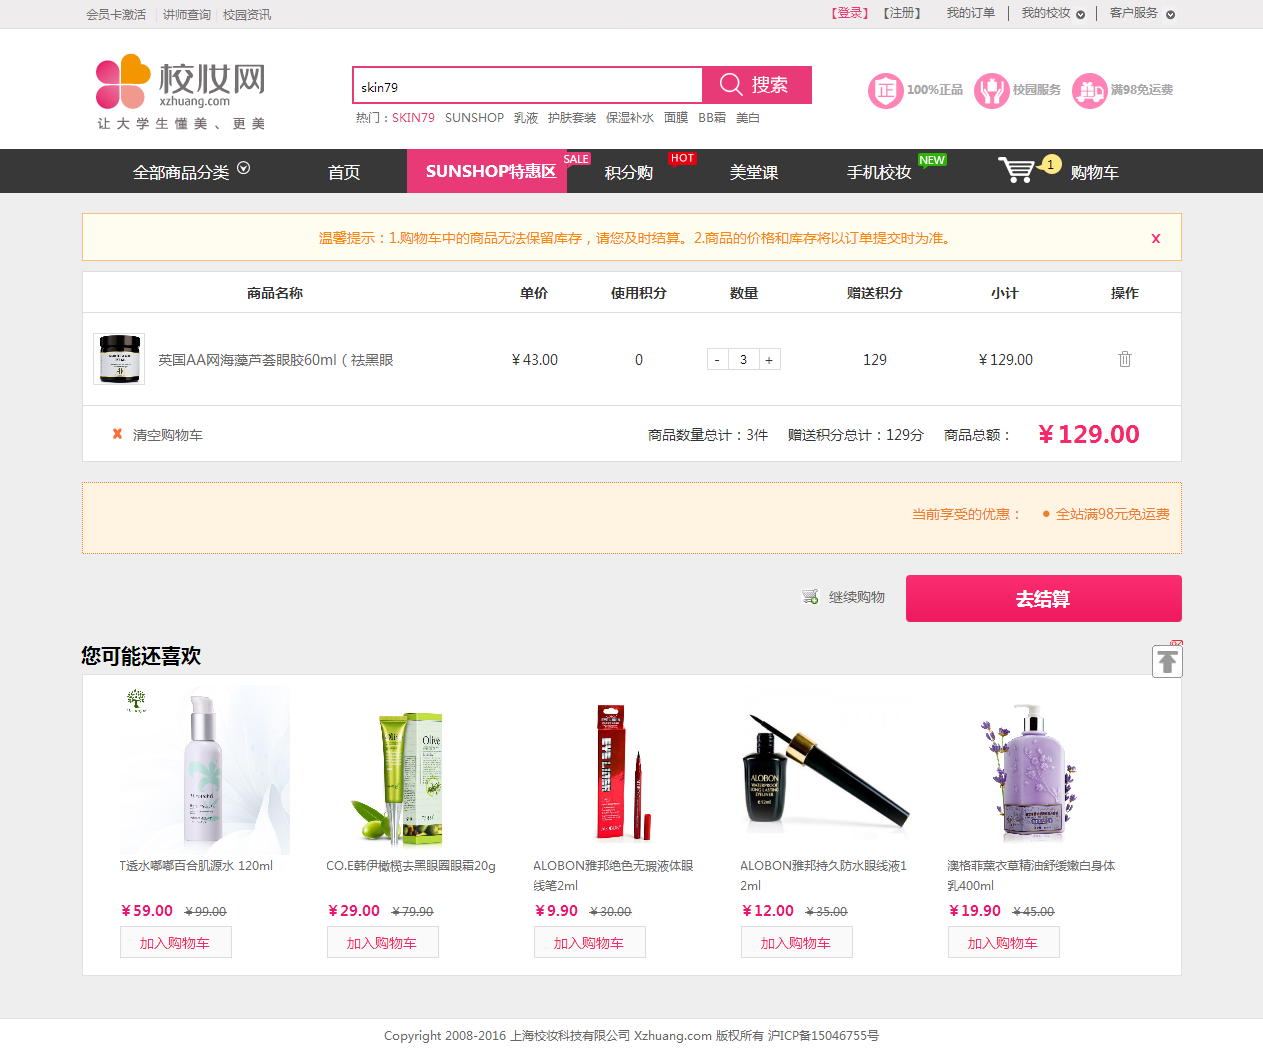 会员卡激活 讲师查询 校园资讯 【登录】 【注册】 我的订单 我的校妆 客户服务
校妆网
xzhuang.com
让大学生懂美、更美
skin79 搜索
热门：SKIN79 SUNSHOP 乳液 护肤套装 保湿补水 面膜 BB霜 美白
正 100%正品 校园服务 满98免运费
全部商品分类 首页 SUNSHOP特惠区 SALE 积分购 HOT 美堂课 手机校妆 NEW 1 购物车
温馨提示：1.购物车中的商品无法保留库存，请您及时结算。2.商品的价格和库存将以订单提交时为准。 x
商品名称 单价 使用积分 数量 赠送积分 小计 操作
英国AA网海藻芦荟眼胶60ml（祛黑眼 ￥43.00 0 - 3 + 129 ￥129.00
清空购物车 商品数量总计：3件 赠送积分总计：129分 商品总额： ￥129.00
当前享受的优惠： ● 全站满98元免运费
继续购物 去结算
您可能还喜欢
Olive
Olive
EYE LINER
ALOBON
WATERPROOF
LONG LASTING
EYELINER
T透水嘟嘟百合肌源水 120ml
￥59.00 ￥99.00
加入购物车
CO.E韩伊橄榄去黑眼圈眼霜20g
￥29.00 ￥79.90
加入购物车
ALOBON雅邦绝色无瑕液体眼
线笔2ml
￥9.90 ￥30.00
加入购物车
ALOBON雅邦持久防水眼线液1
2ml
￥12.00 ￥35.00
加入购物车
澳格菲薰衣草精油舒缓嫩白身体
乳400ml
￥19.90 ￥45.00
加入购物车
Copyright 2008-2016 上海校妆科技有限公司 Xzhuang.com 版权所有 沪ICP备15046755号